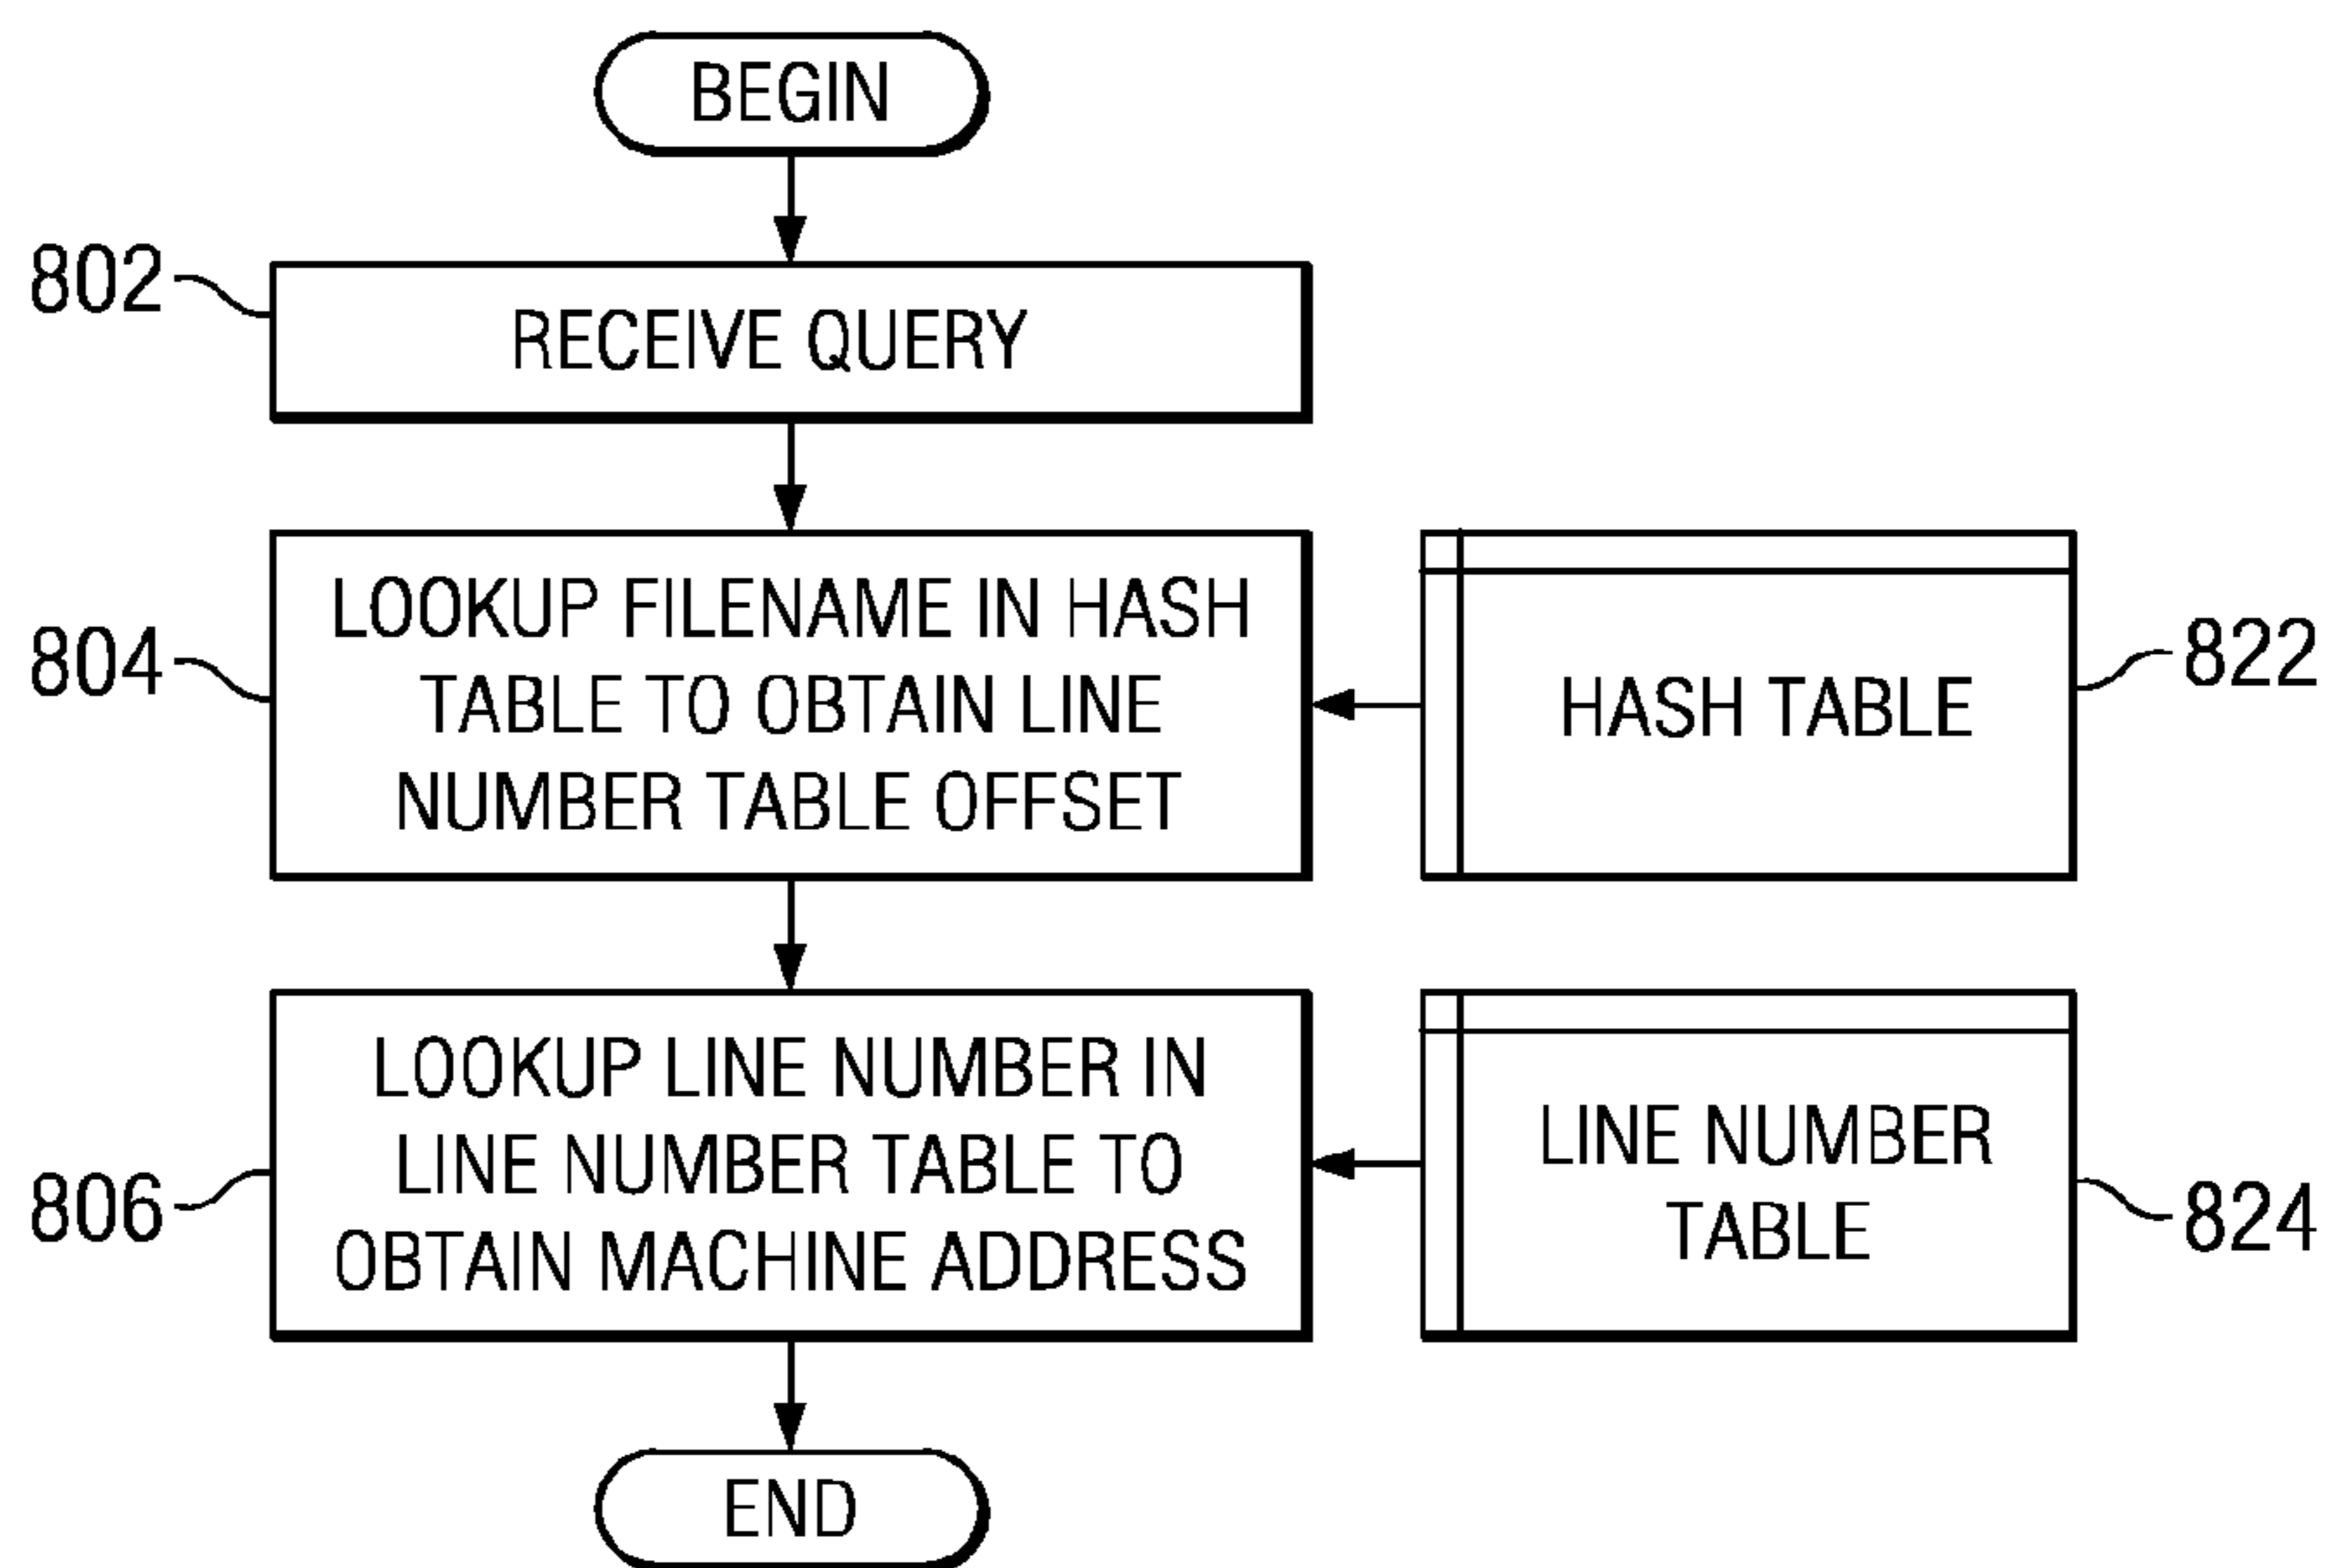 BEGIN
802
RECEIVE QUERY
804
LOOKUP FILENAME IN HASH
TABLE TO OBTAIN LINE
NUMBER TABLE OFFSET
HASH TABLE
822
806
LOOKUP LINE NUMBER IN
LINE NUMBER TABLE TO
OBTAIN MACHINE ADDRESS
LINE NUMBER
TABLE
824
END